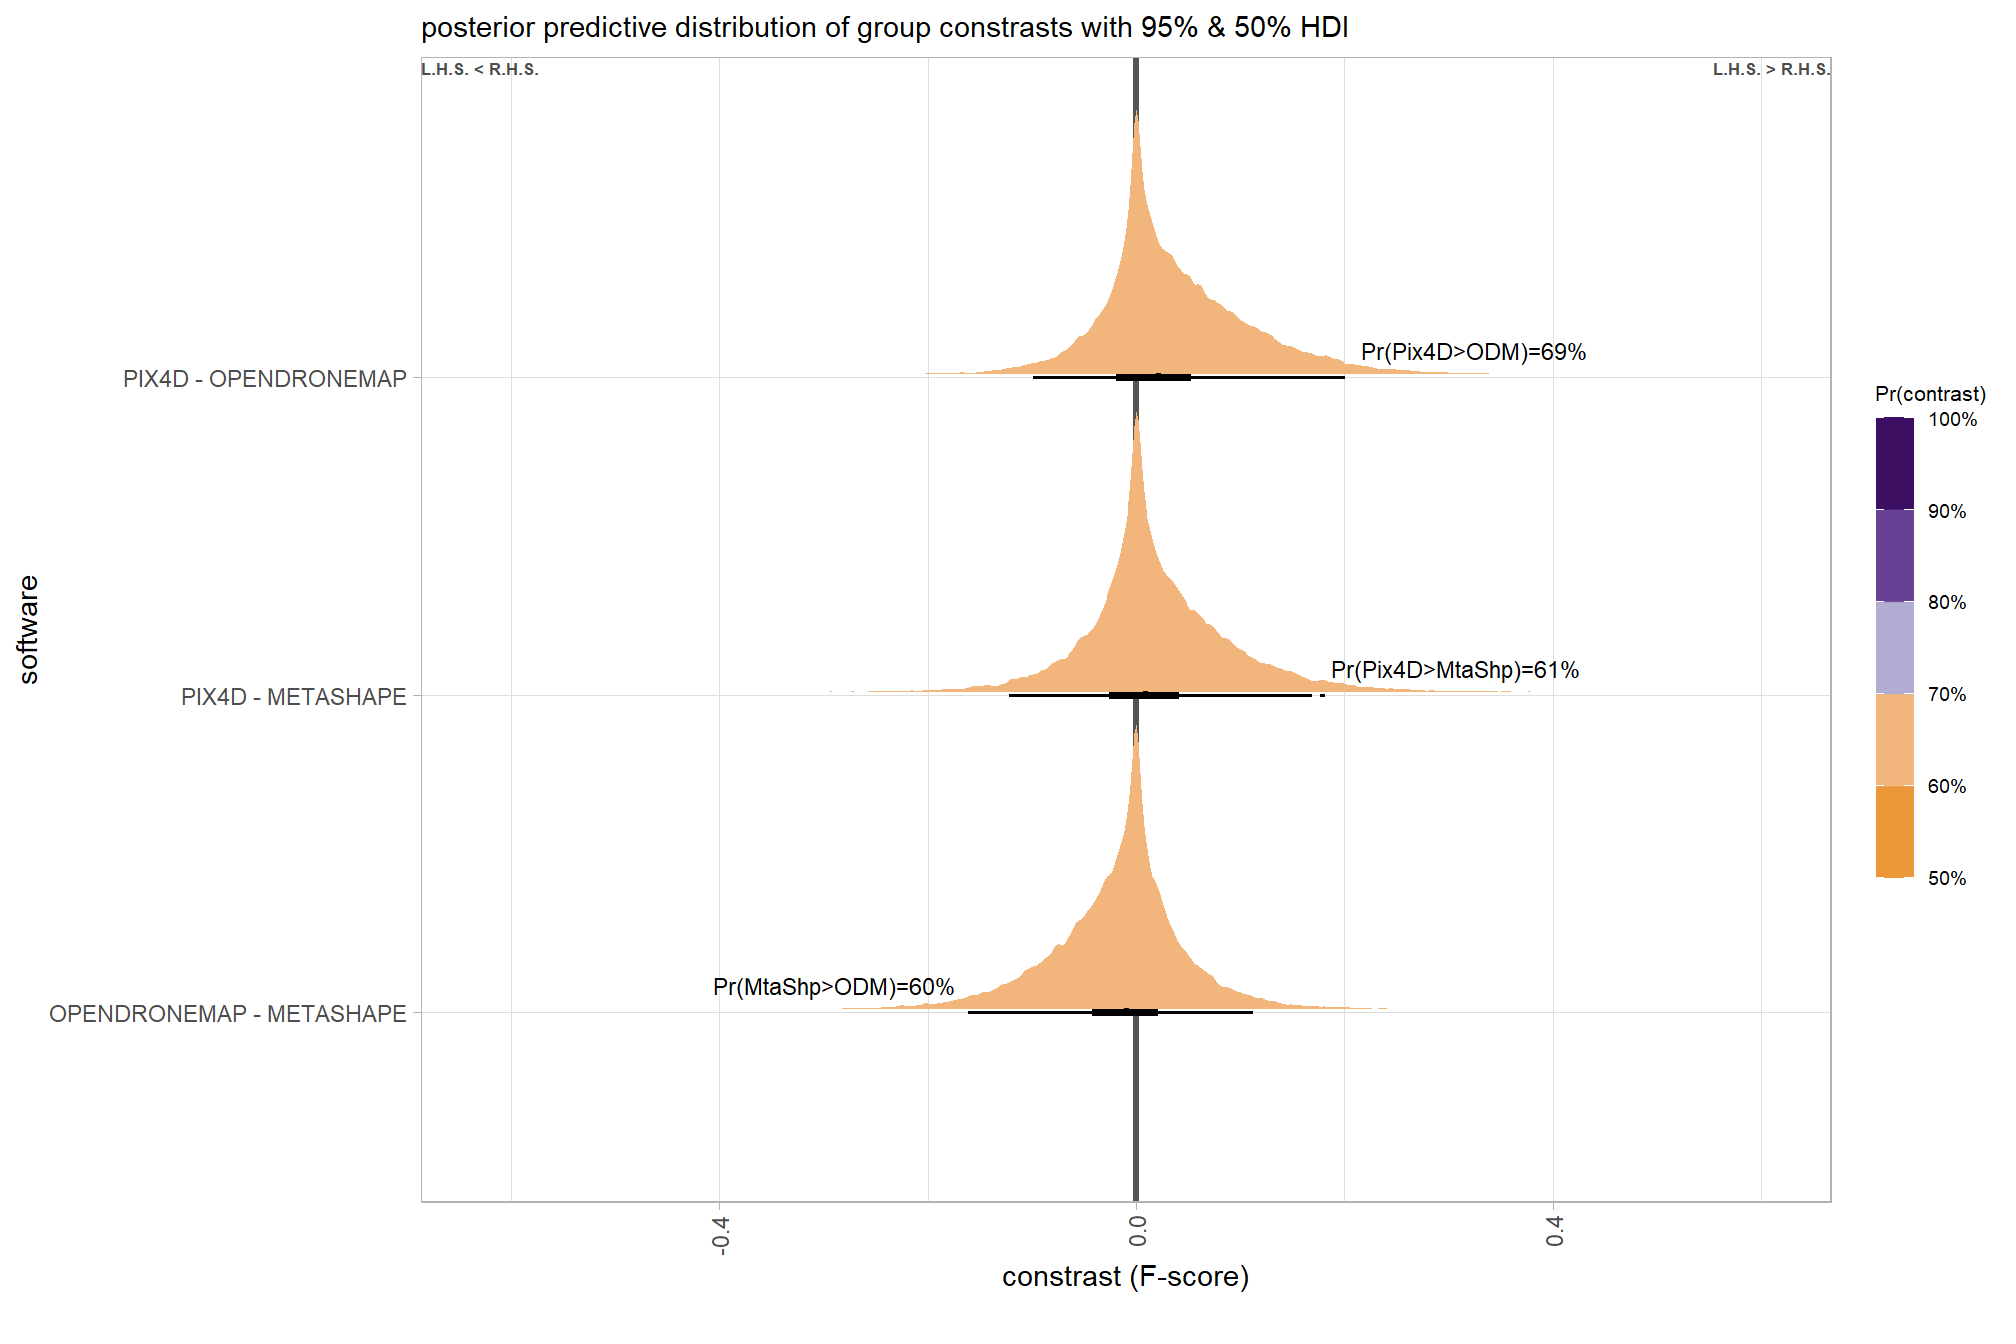 posterior predictive distribution of group constrasts with 95% & 50% HDI
L.H.S. < R.H.S.
L.H.S. > R.H.S.
Pr(Pix4D>ODM)=69%
PIX4D - OPENDRONEMAP
Pr(contrast)
100%
90%
80%
70%
60%
50%
software
Pr(Pix4D>MtaShp)=61%
PIX4D - METASHAPE
Pr(MtaShp>ODM)=60%
OPENDRONEMAP - METASHAPE
-0.4
0.0
0.4
constrast (F-score)